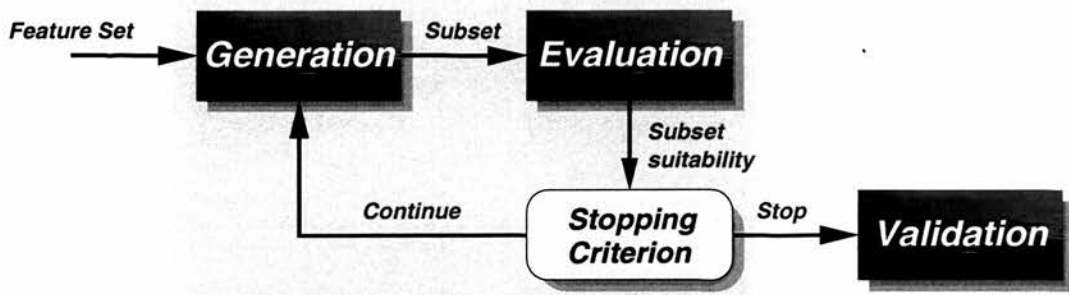 Feature Set
Generation
Subset
Evaluation
Subset
suitability
Continue
Stopping
Criterion
Stop
Validation